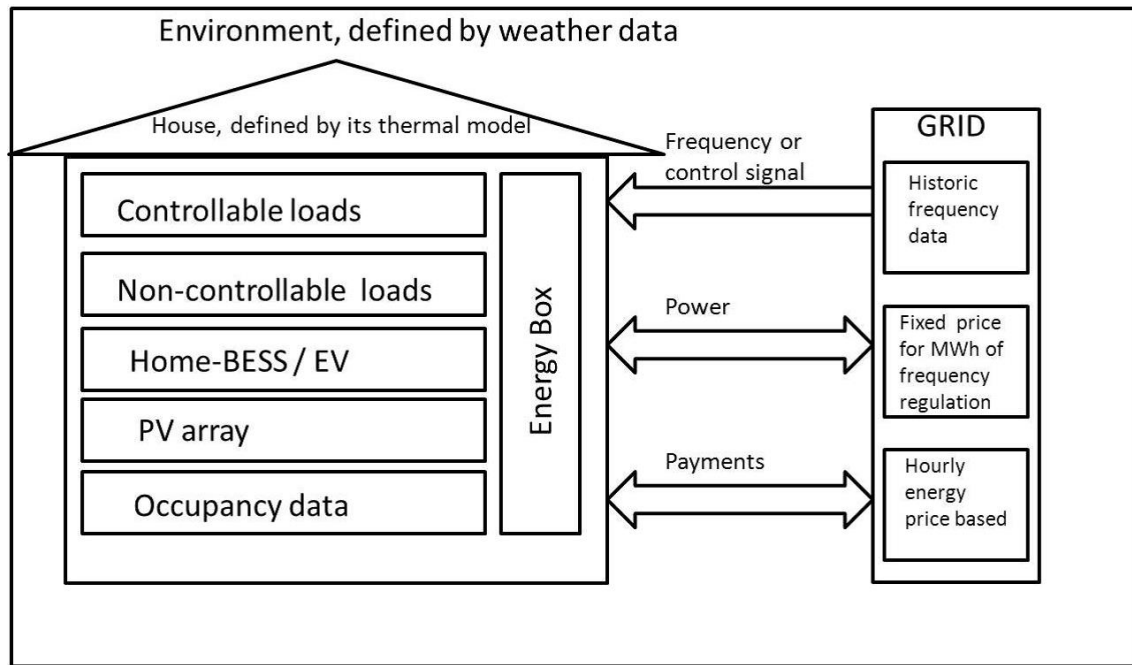 Environment, defined by weather data
House, defined by its thermal model
Controllable loads
Non-controllable loads
Home-BESS / EV
PV array
Occupancy data
Energy Box
Frequency or
control signal
Power
Payments
GRID
Historic
frequency
data
Fixed price
for MWh of
frequency
regulation
Hourly
energy
price based